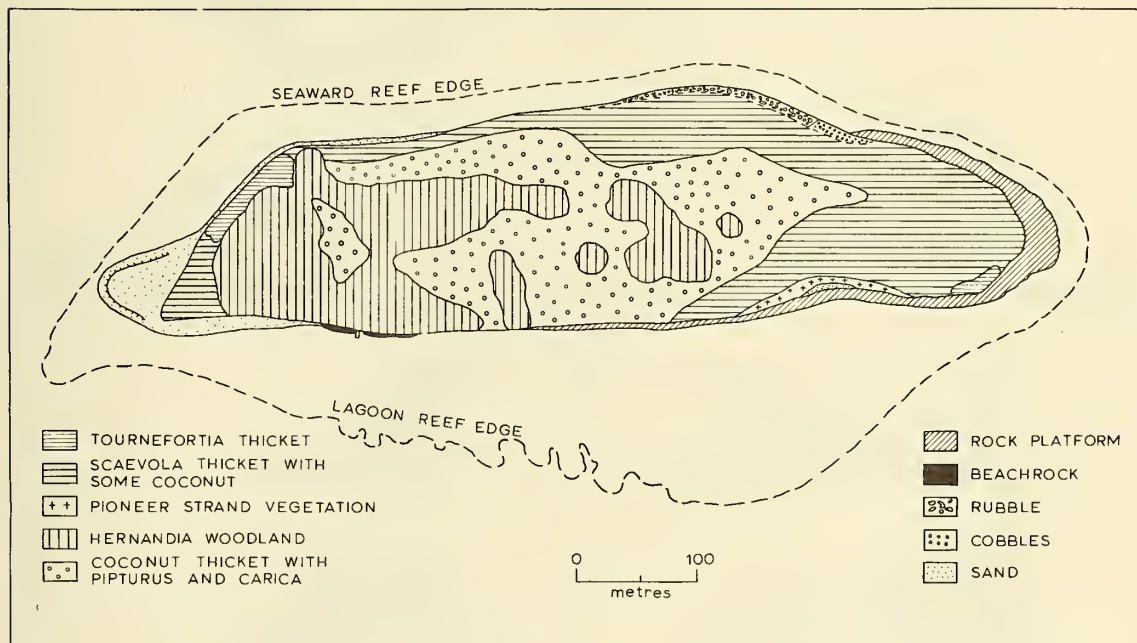 SEAWARD REEF EDGE
LAGOON REEF EDGE
TOURNEFORTIA THICKET
SCAEVOLA THICKET WITH
SOME COCONUT
PIONEER STRAND VEGETATION
HERNANDIA WOODLAND
COCONUT THICKET WITH
PIPTURUS AND CARICA
0 100
metres
ROCK PLATFORM
BEACHROCK
RUBBLE
COBBLES
SAND